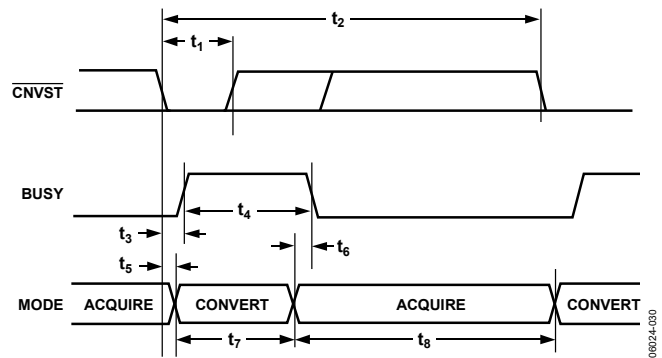 t2
t1
CNVST
BUSY
t4
t3
t6
t5
MODE ACQUIRE CONVERT ACQUIRE CONVERT
t7 t8
06024-030